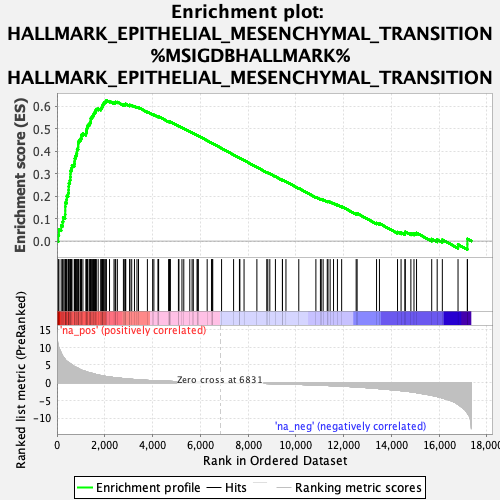 Enrichment plot:
HALLMARK_EPITHELIAL_MESENCHYMAL_TRANSITION
%MSIGDBHALLMARK%
HALLMARK_EPITHELIAL_MESENCHYMAL_TRANSITION
Enrichment score (ES)
0.6
0.5
0.4
0.3
0.2
0.1
0.0
Ranked list metric (PreRanked)
15
10
5
0
-5
-10
'na_pos' (positively correlated)
Zero cross at 6831
'na_neg' (negatively correlated)
0
2,000
4,000
6,000
8,000
10,000
12,000
14,000
16,000
18,000
Rank in Ordered Dataset
Enrichment profile
Hits
Ranking metric scores